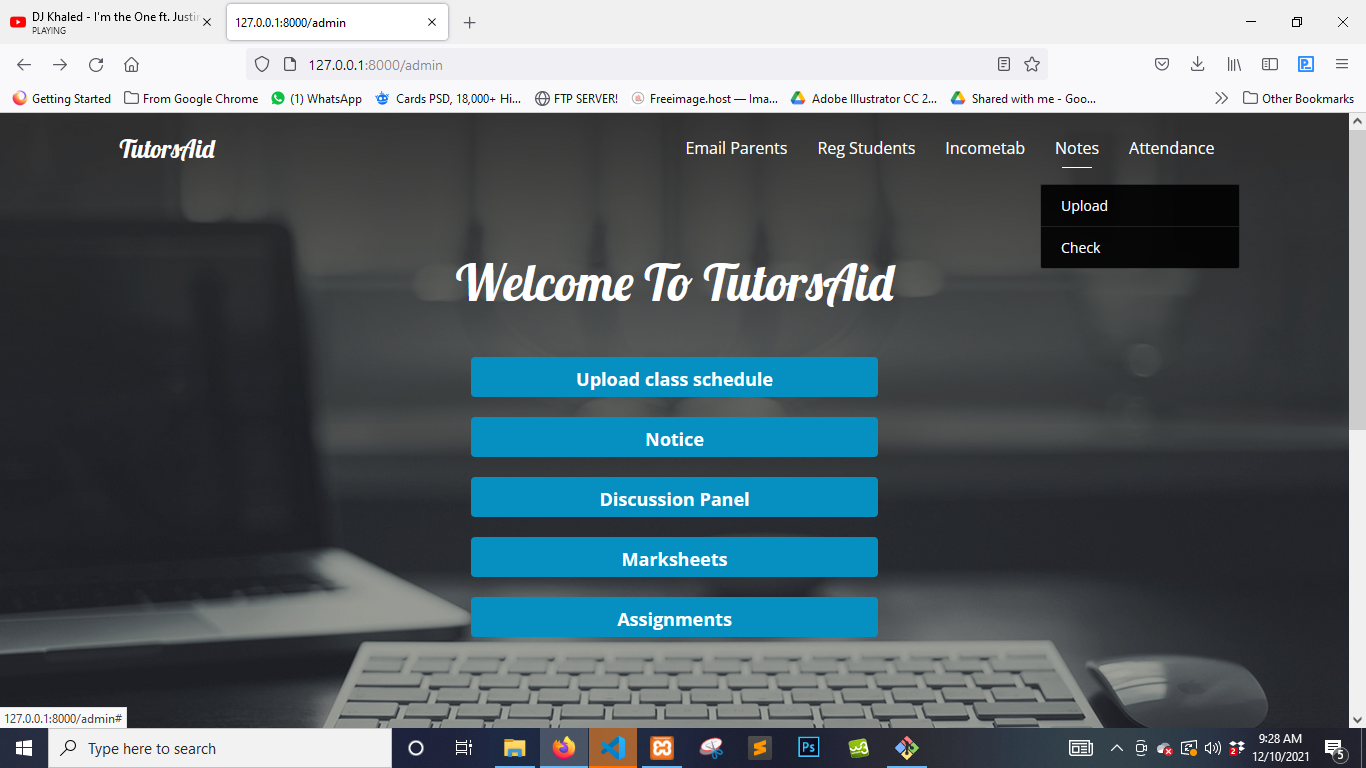 DJ Khaled - I'm the One ft. Justin
PLAYING
127.0.0.1:8000/admin
127.0.0.1:8000/admin
Getting Started
From Google Chrome
(1) WhatsApp
Cards PSD, 18,000+ Hi...
FTP SERVER!
Freeimage.host — Ima...
Adobe Illustrator CC 2...
Shared with me - Goo...
Other Bookmarks
TutorsAid
Email Parents
Reg Students
Incometab
Notes
Attendance
Upload
Check
Welcome To TutorsAid
Upload class schedule
Notice
Discussion Panel
Marksheets
Assignments
127.0.0.1:8000/admin#
Type here to search
Ps
2
9:28 AM
12/10/2021
5